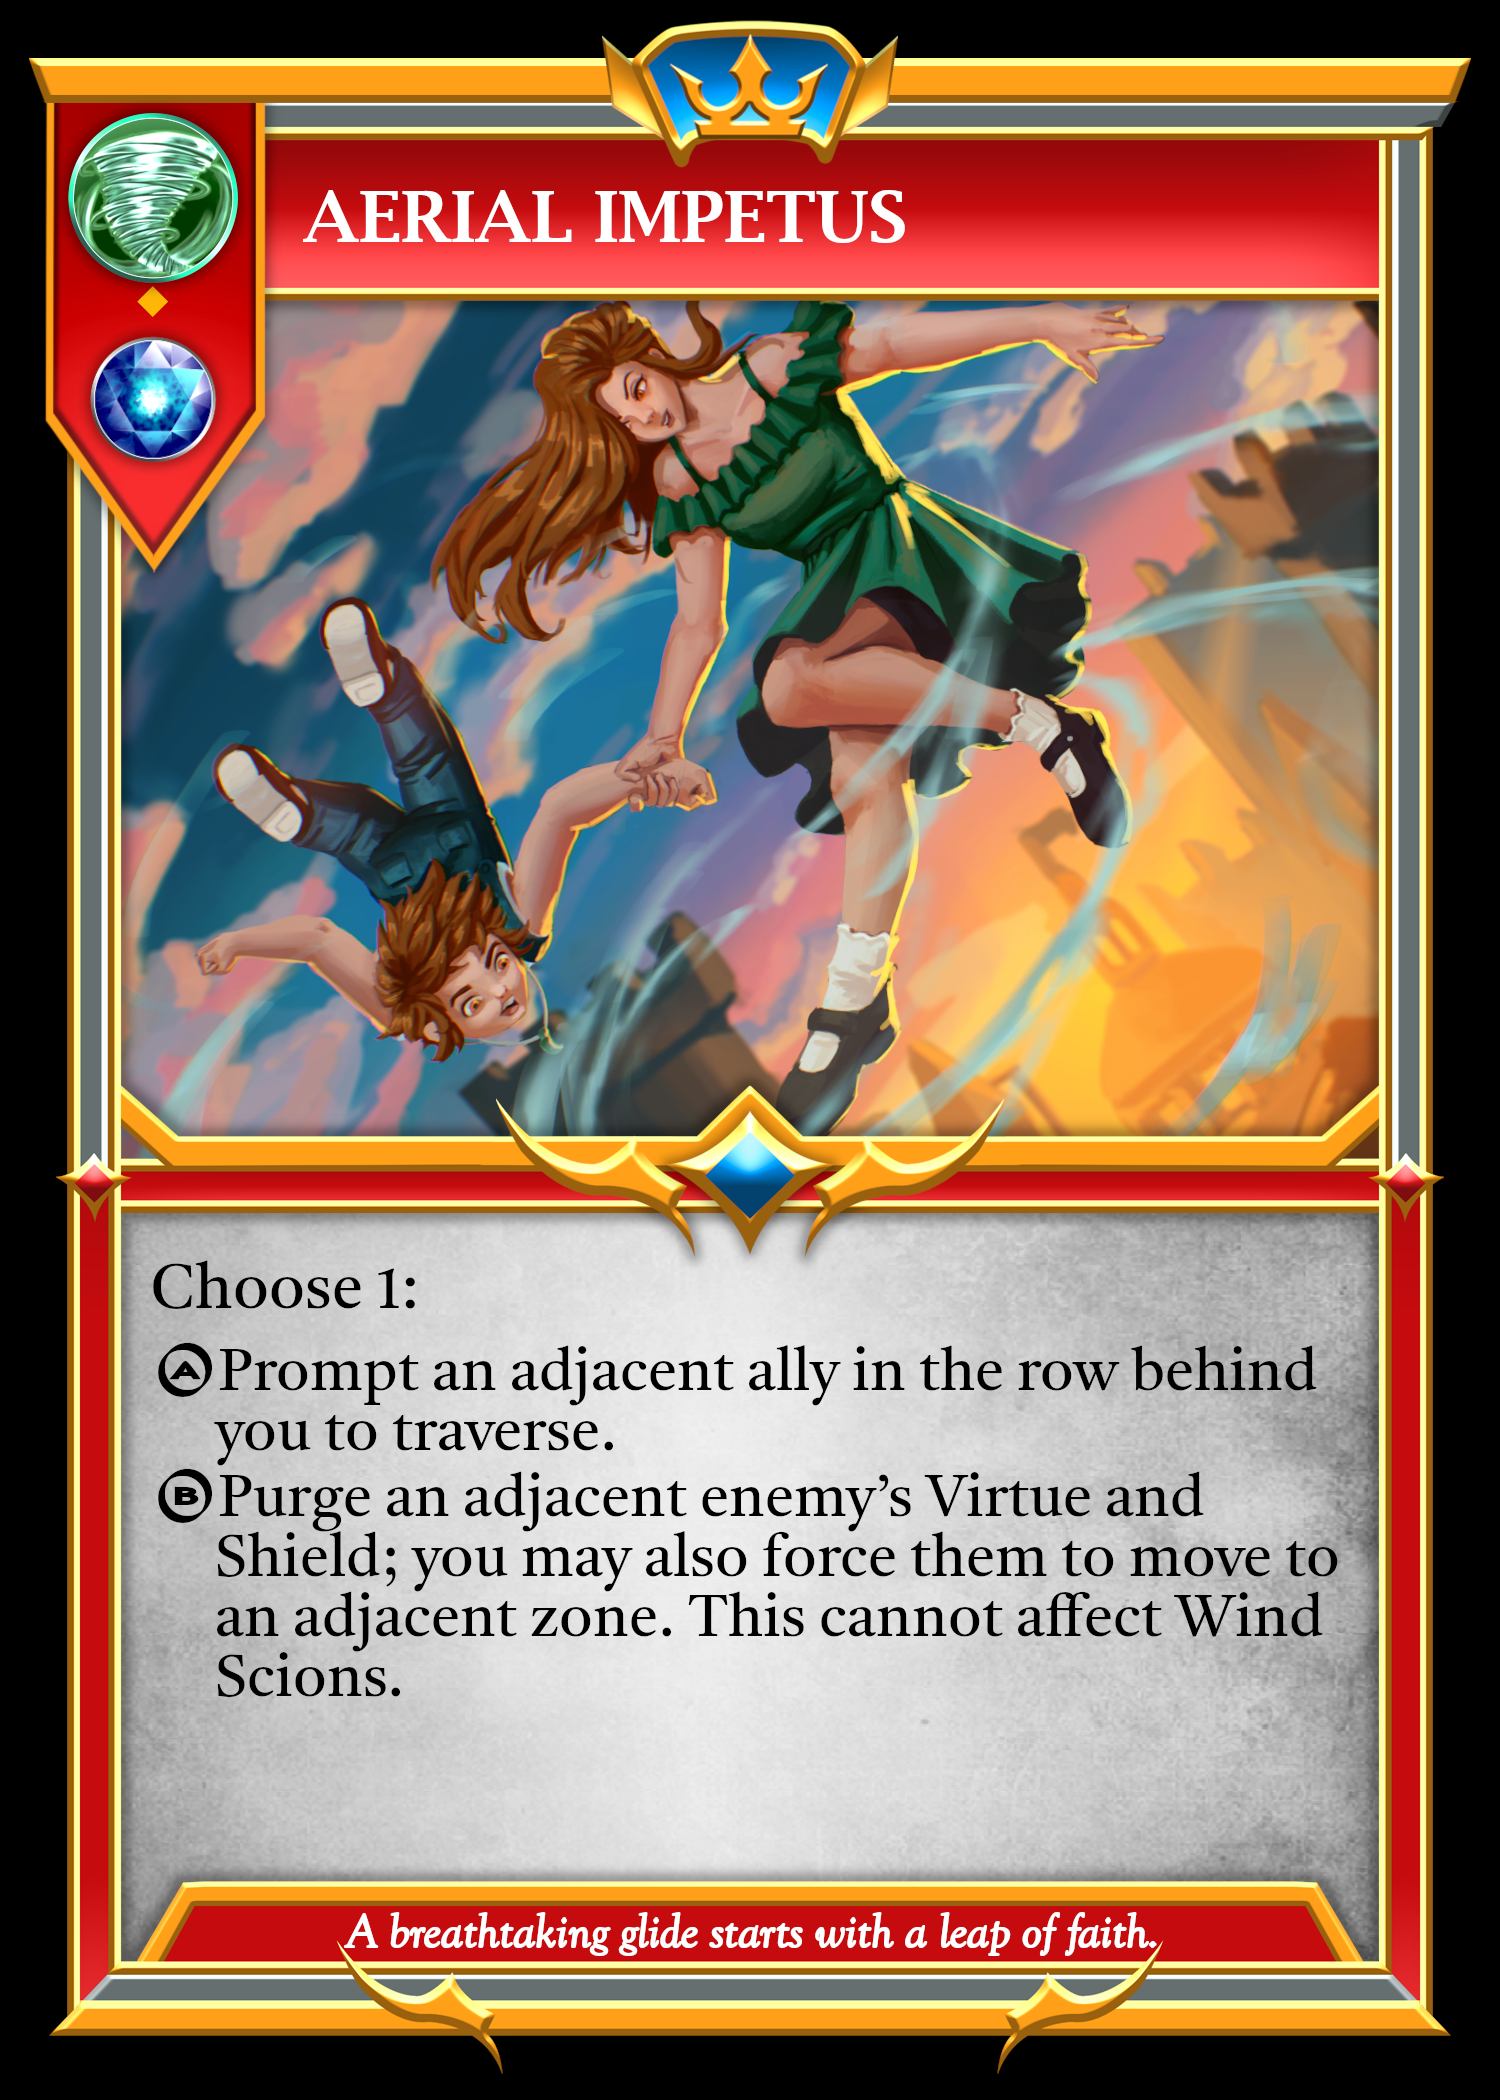 AERIAL IMPETUS
Choose 1:
A Prompt an adjacent ally in the row behind
you to traverse.
B Purge an adjacent enemy’s Virtue and
Shield; you may also force them to move to
an adjacent zone. This cannot affect Wind
Scions.
A breathtaking glide starts with a leap of faith.